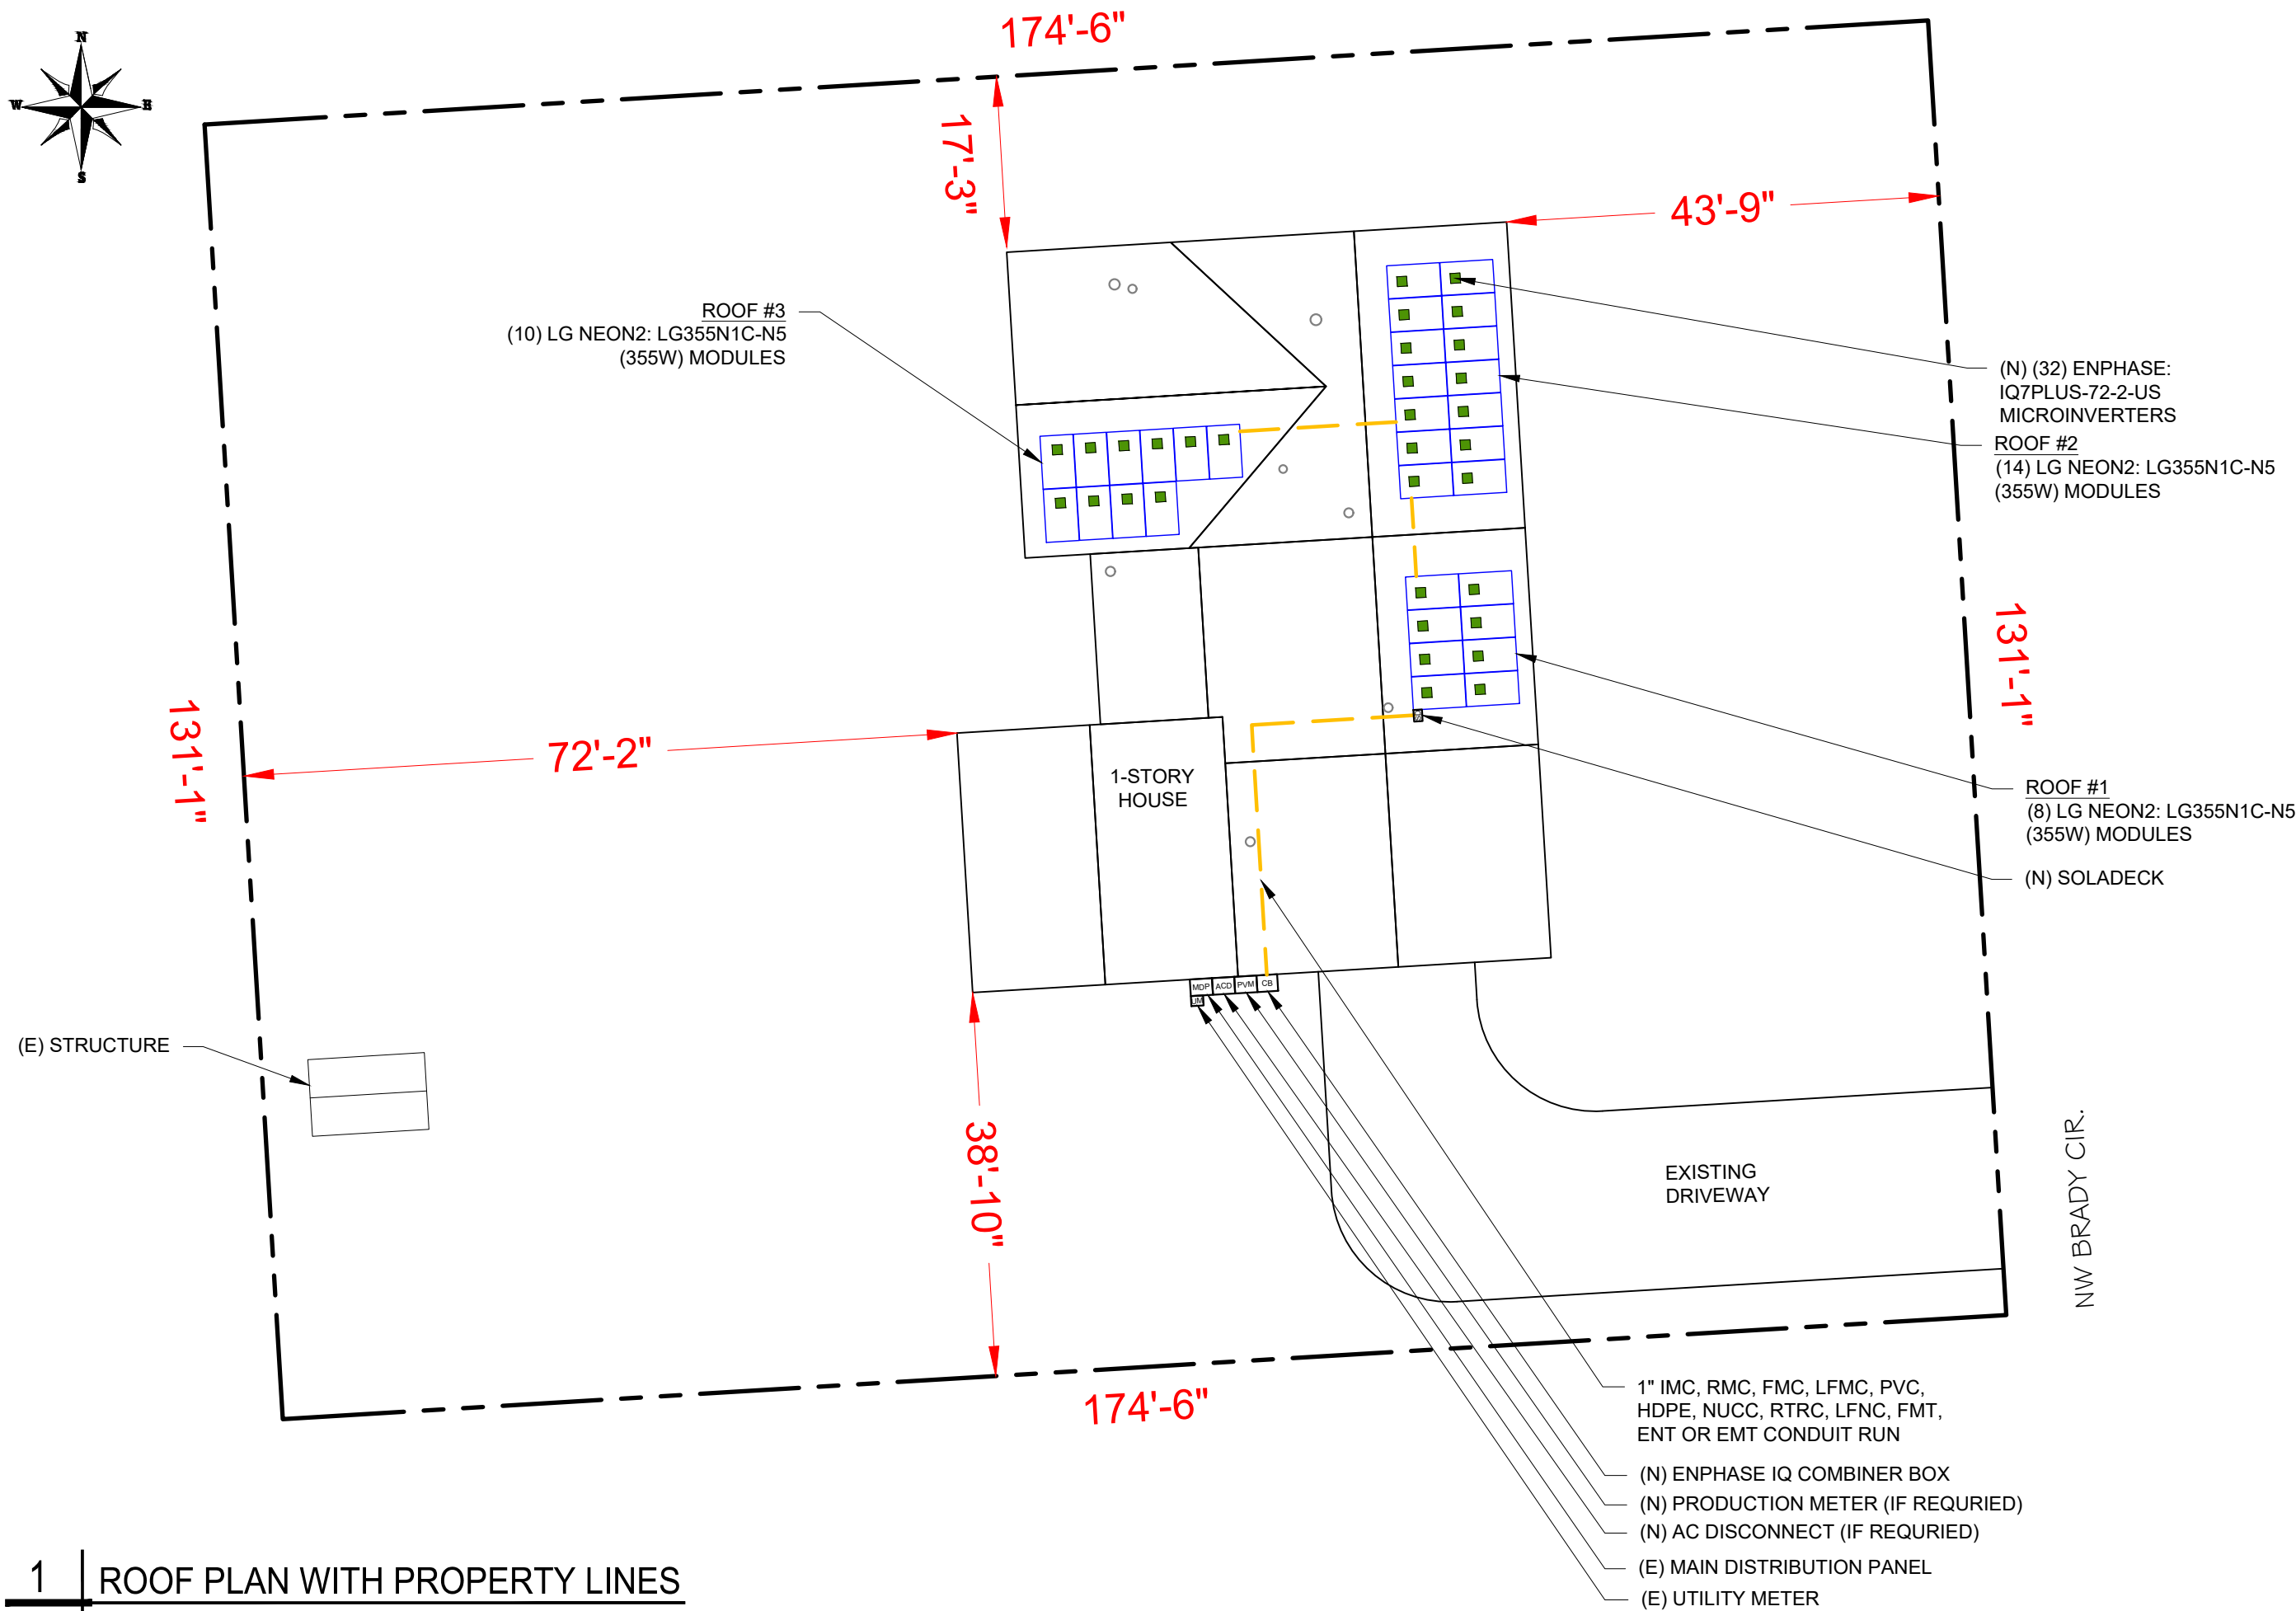 174'-6"
N
W
E
S
17'-3"
43'-9"
ROOF #3
(10) LG NEON2: LG355N1C-N5
(355W) MODULES
(N) (32) ENPHASE:
IQ7PLUS-72-2-US
MICROINVERTERS
ROOF #2
(14) LG NEON2: LG355N1C-N5
(355W) MODULES
131'-1"
131'-1"
72'-2"
1-STORY
HOUSE
ROOF #1
(8) LG NEON2: LG355N1C-N5
(355W) MODULES
(N) SOLADECK
MDP ACD PVM CB
UM
(E) STRUCTURE
38'-10"
EXISTING
DRIVEWAY
NW BRADY CIR.
174'-6"
1" IMC, RMC, FMC, LFMC, PVC,
HDPE, NUCC, RTRC, LFNC, FMT,
ENT OR EMT CONDUIT RUN
(N) ENPHASE IQ COMBINER BOX
(N) PRODUCTION METER (IF REQURIED)
(N) AC DISCONNECT (IF REQURIED)
(E) MAIN DISTRIBUTION PANEL
(E) UTILITY METER
1 ROOF PLAN WITH PROPERTY LINES